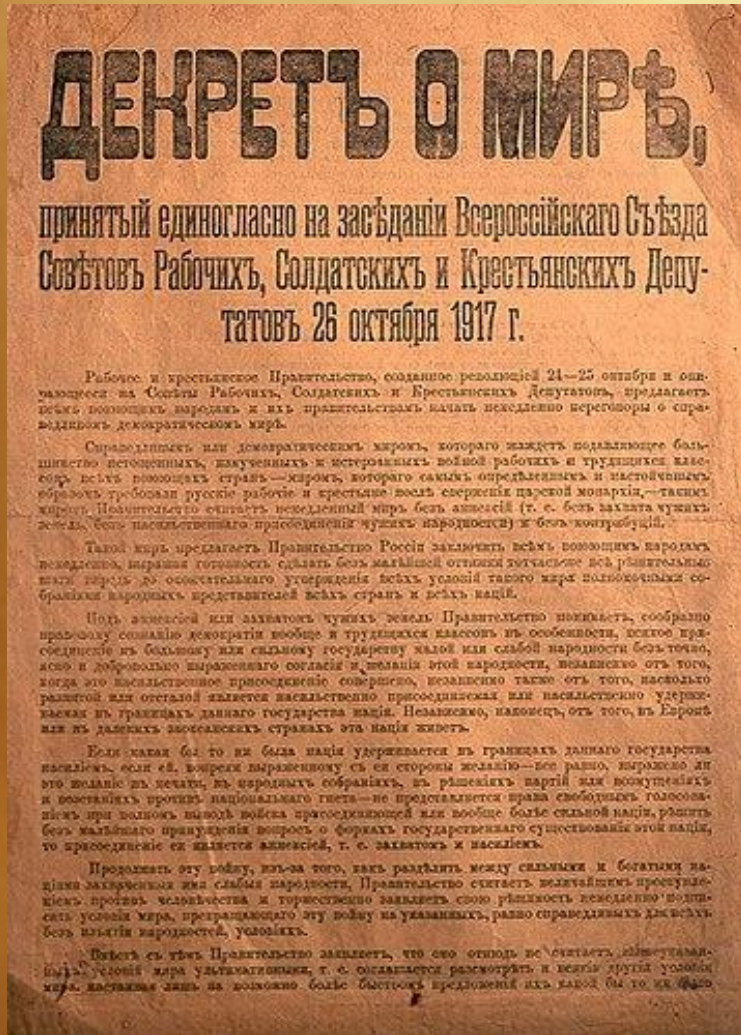 ДЕКРЕТЪ О МИРѢ,
принятый единогласно на засѣданіи Всероссійскаго Съѣзда
Совѣтовъ Рабочихъ, Солдатскихъ и Крестьянскихъ Депу-
татовъ 26 октября 1917 г.
Рабочее и крестьянское Правительство, созданное революціей 24—25 октября и опи-
рающееся на Совѣты Рабочихъ, Солдатскихъ и Крестьянскихъ Депутатовъ, предлагаетъ
всѣмъ воюющимъ народамъ и ихъ правительствамъ начать немедленно переговоры о спра-
ведливомъ демократическомъ мирѣ.
Справедливымъ или демократическимъ миромъ, котораго жаждетъ подавляющее боль-
шинство истощенныхъ, измученныхъ и истерзанныхъ войной рабочихъ и трудящихся клас-
совъ всѣхъ воюющихъ странъ—миромъ, котораго самымъ опредѣленнымъ и настойчивымъ
образомъ требовали русскіе рабочіе и крестьяне послѣ сверженія царской монархіи,—такимъ
миромъ Правительство считаетъ немедленный миръ безъ аннексій (т. е. безъ захвата чужихъ
земель, безъ насильственнаго присоединенія чужихъ народностей) и безъ контрибуцій.
Такой миръ предлагаетъ Правительство Россіи заключить всѣмъ воюющимъ народамъ
немедленно, выражая готовность сдѣлать безъ малѣйшей оттяжки тотчасъ же всѣ рѣшительные
шаги впредь до окончательнаго утвержденія всѣхъ условій такого мира полномочными со-
браніями народныхъ представителей всѣхъ странъ и всѣхъ націй.
Подъ аннексіей или захватомъ чужихъ земель Правительство понимаетъ, сообразно
правовому сознанію демократіи вообще и трудящихся классовъ въ особенности, всякое при-
соединеніе къ большому или сильному государству малой или слабой народности безъ точно,
ясно и добровольно выраженнаго согласія и желанія этой народности, независимо отъ того,
когда это насильственное присоединеніе совершено, независимо также отъ того, насколько
развитой или отсталой является насильственно присоединяемая или насильственно удержи-
ваемая въ границахъ даннаго государства нація. Независимо, наконецъ, отъ того, въ Европѣ
или въ далекихъ заокеанскихъ странахъ эта нація живетъ.
Если какая бы то ни была нація удерживается въ границахъ даннаго государства
насиліемъ, если ей, вопреки выраженному съ ея стороны желанію—все равно, выражено ли
это желаніе въ печати, въ народныхъ собраніяхъ, въ рѣшеніяхъ партій или возмущеніяхъ
и возстаніяхъ противъ національнаго гнета—не предоставляется права свободнымъ голосова-
ніемъ при полномъ выводѣ войска присоединяющей или вообще болѣе сильной націи, рѣшить
безъ малѣйшаго принужденія вопросъ о формахъ государственнаго существованія этой націи,
то присоединеніе ея является аннексіей, т. е. захватомъ и насиліемъ.
Продолжать эту войну, изъ-за того, какъ раздѣлить между сильными и богатыми на-
ціями захваченныя ими слабыя народности, Правительство считаетъ величайшимъ преступле-
ніемъ противъ человѣчества и торжественно заявляетъ свою рѣшимость немедленно подпи-
сать условія мира, прекращающаго эту войну на указанныхъ, равно справедливыхъ для всѣхъ
безъ изъятія народностей, условіяхъ.
Вмѣстѣ съ тѣмъ Правительство заявляетъ, что оно отнюдь не считаетъ вышеуказан-
ныхъ условій мира ультимативными, т. е. соглашается разсмотрѣть и всякія другія условія
мира, настаивая лишь на возможно болѣе быстромъ предложеніи ихъ какой бы то ни было